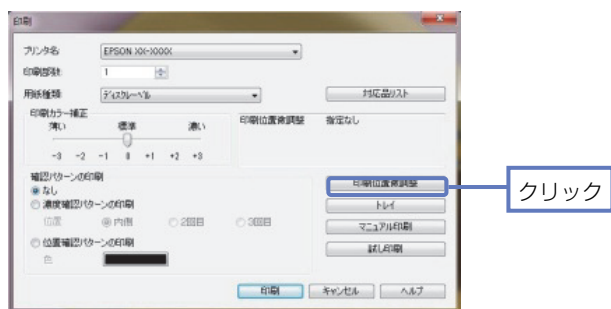 印刷
プリンタ名 EPSON XX-XXXX
印刷部数 1
用紙種類 ディスクレーベル 対応品リスト
印刷カラー補正
薄い 標準 濃い
-3 -2 -1 0 +1 +2 +3
印刷位置微調整 指定なし
確認パターンの印刷
なし
濃度確認パターンの印刷
位置 内側 2回目 3回目
位置確認パターンの印刷
色
印刷位置微調整
トレイ
マニュアル印刷
試し印刷
印刷 キャンセル ヘルプ
クリック